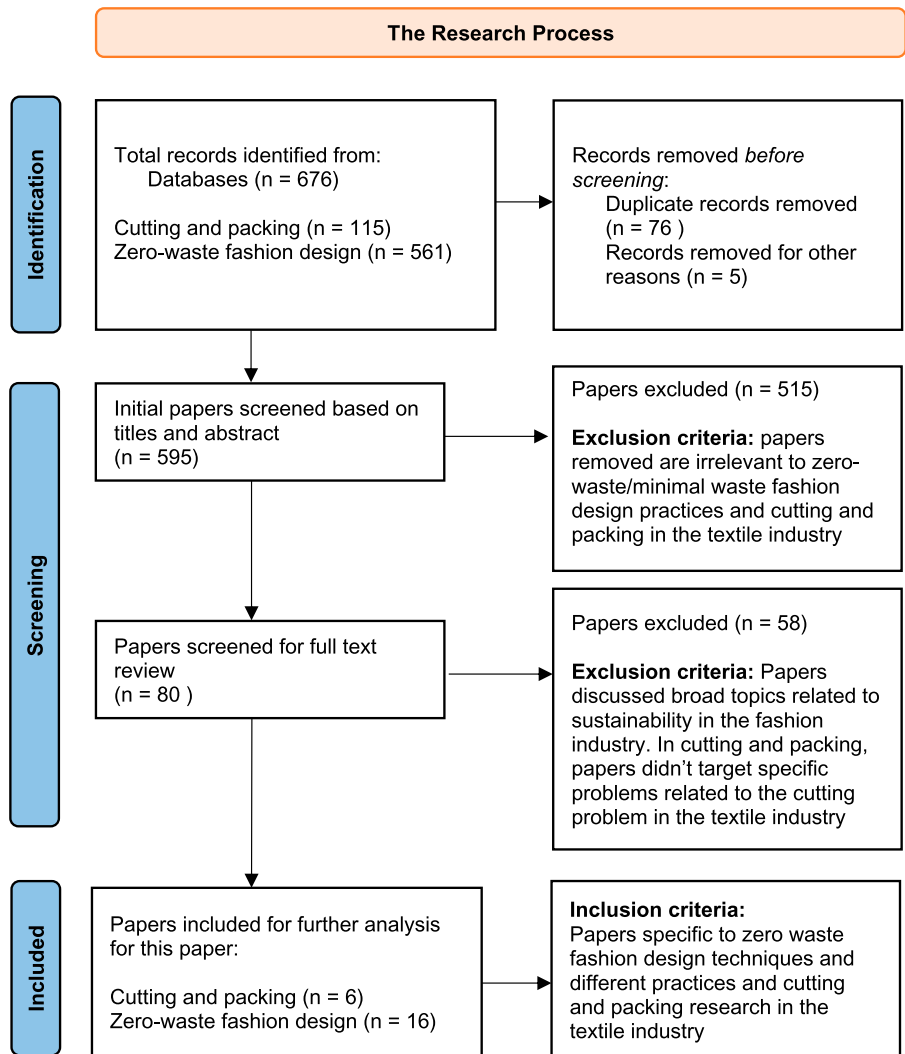 The Research Process
Identification
Total records identified from:
Databases (n = 676)
Cutting and packing (n = 115)
Zero-waste fashion design (n = 561)
Records removed before
screening:
Duplicate records removed
(n = 76 )
Records removed for other
reasons (n = 5)
Screening
Initial papers screened based on
titles and abstract
(n = 595)
Papers excluded (n = 515)
Exclusion criteria: papers
removed are irrelevant to zero-
waste/minimal waste fashion
design practices and cutting and
packing in the textile industry
Papers screened for full text
review
(n = 80 )
Papers excluded (n = 58)
Exclusion criteria: Papers
discussed broad topics related to
sustainability in the fashion
industry. In cutting and packing,
papers didn’t target specific
problems related to the cutting
problem in the textile industry
Included
Papers included for further analysis
for this paper:
Cutting and packing (n = 6)
Zero-waste fashion design (n = 16)
Inclusion criteria:
Papers specific to zero waste
fashion design techniques and
different practices and cutting
and packing research in the
textile industry